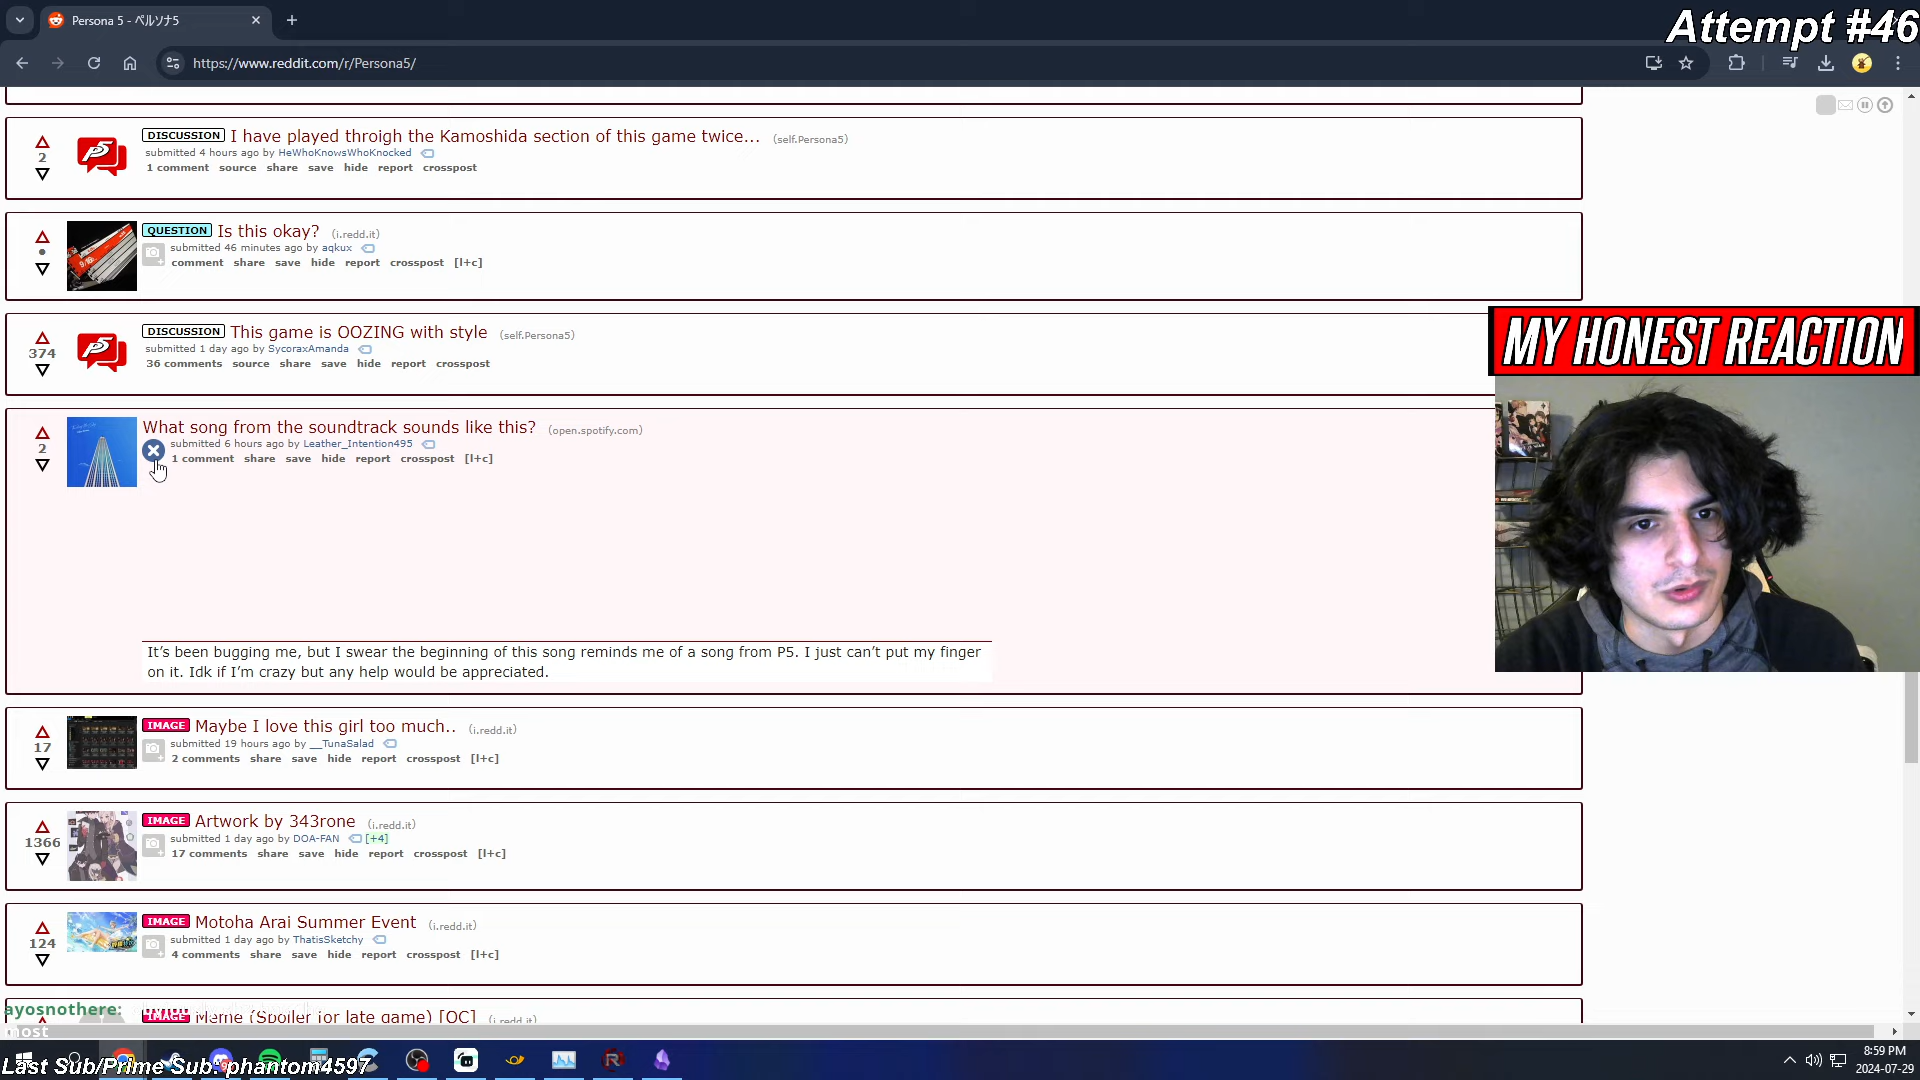 Persona 5 - ペルソナ5
Attempt #46
https://www.reddit.com/r/Persona5/
DISCUSSION I have played throigh the Kamoshida section of this game twice... (self.Persona5)
2
submitted 4 hours ago by HeWhoKnowsWhoKnocked
1 comment source share save hide report crosspost
QUESTION Is this okay? (i.redd.it)
submitted 46 minutes ago by aqkux
comment share save hide report crosspost [l+c]
DISCUSSION This game is OOZING with style (self.Persona5)
374
submitted 1 day ago by SycoraxAmanda
36 comments source share save hide report crosspost
MY HONEST REACTION
What song from the soundtrack sounds like this? (open.spotify.com)
2
submitted 6 hours ago by Leather_Intention495
1 comment share save hide report crosspost [l+c]
It's been bugging me, but I swear the beginning of this song reminds me of a song from P5. I just can't put my finger
on it. Idk if I'm crazy but any help would be appreciated.
IMAGE Maybe I love this girl too much.. (i.redd.it)
17
submitted 19 hours ago by __TunaSalad
2 comments share save hide report crosspost [l+c]
IMAGE Artwork by 343rone (i.redd.it)
1366
submitted 1 day ago by DOA-FAN [+4]
17 comments share save hide report crosspost [l+c]
IMAGE Motoha Arai Summer Event (i.redd.it)
124
submitted 1 day ago by ThatisSketchy
4 comments share save hide report crosspost [l+c]
ayosnothere:
most
IMAGE Meme (Spoiler for late game) [OC] (i.redd.it)
Last Sub/Prime Sub: phantom4597
8:59 PM
2024-07-29